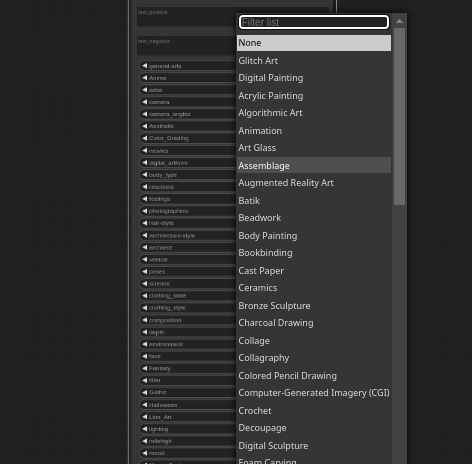 text_positive
text_negative
general-arts
Anime
artist
camera
camera_angles
Aesthetic
Color_Grading
movies
digital_artform
body_type
reactions
feelings
photographers
hair-style
architecture-style
architect
vehicle
poses
science
clothing_state
clothing_style
composition
depth
environment
face
Fantasy
filter
Gothic
Halloween
Line_Art
lighting
milehigh
mood
Filter list
None
Glitch Art
Digital Painting
Acrylic Painting
Algorithmic Art
Animation
Art Glass
Assemblage
Augmented Reality Art
Batik
Beadwork
Body Painting
Bookbinding
Cast Paper
Ceramics
Bronze Sculpture
Charcoal Drawing
Collage
Collagraphy
Colored Pencil Drawing
Computer-Generated Imagery (CGI)
Crochet
Decoupage
Digital Sculpture
Foam Carving